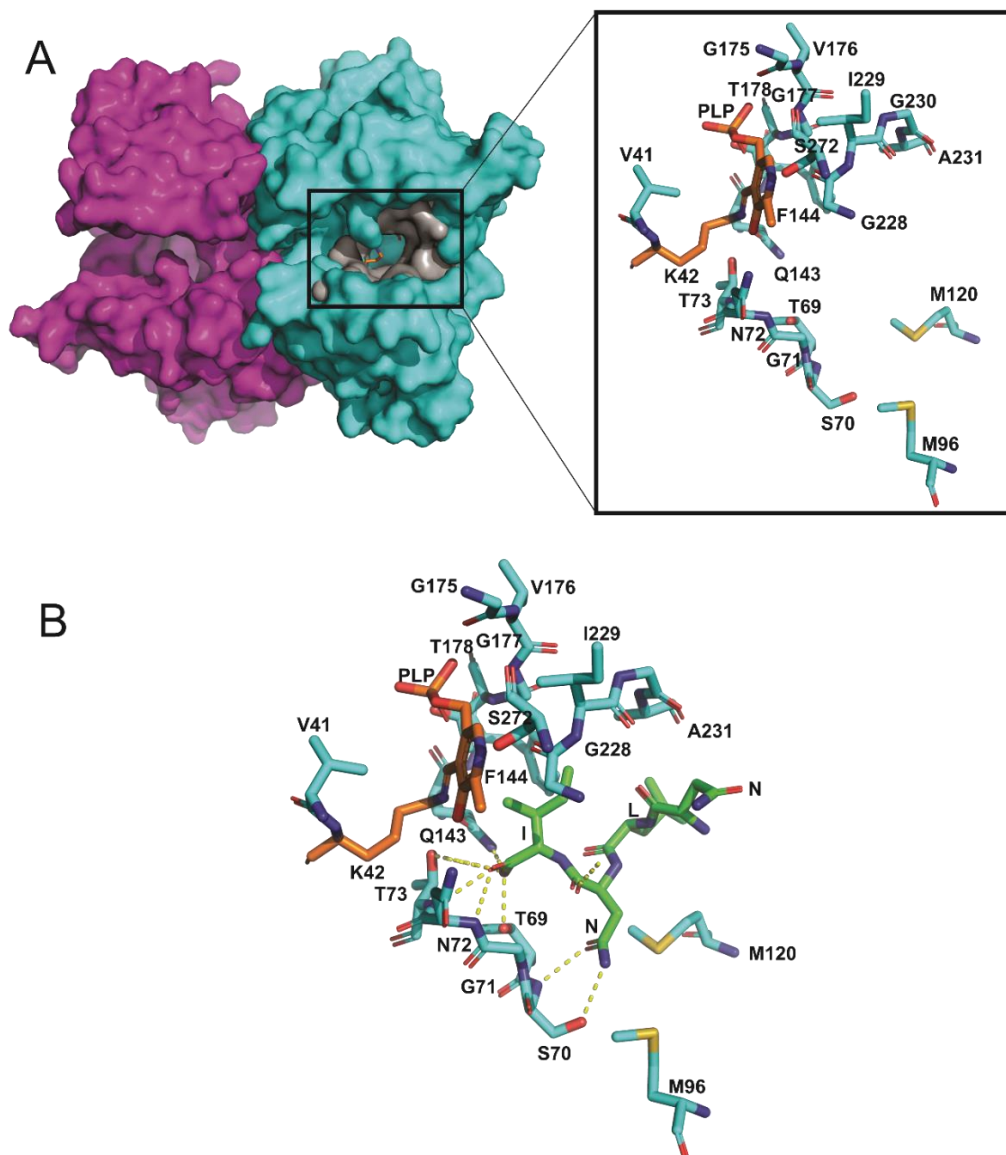 A
G175 V176
T178 G177 I229 G230
PLP
S272 A231
V41
F144 G228
Q143
K42
T73 T69 M120
N72
G71
S70
M96
B
G175 V176
T178 G177 I229
PLP
S272 A231
V41 G228
F144 N
L
Q143 I
K42
T73
T69 N
N72 M120
G71
S70
M96